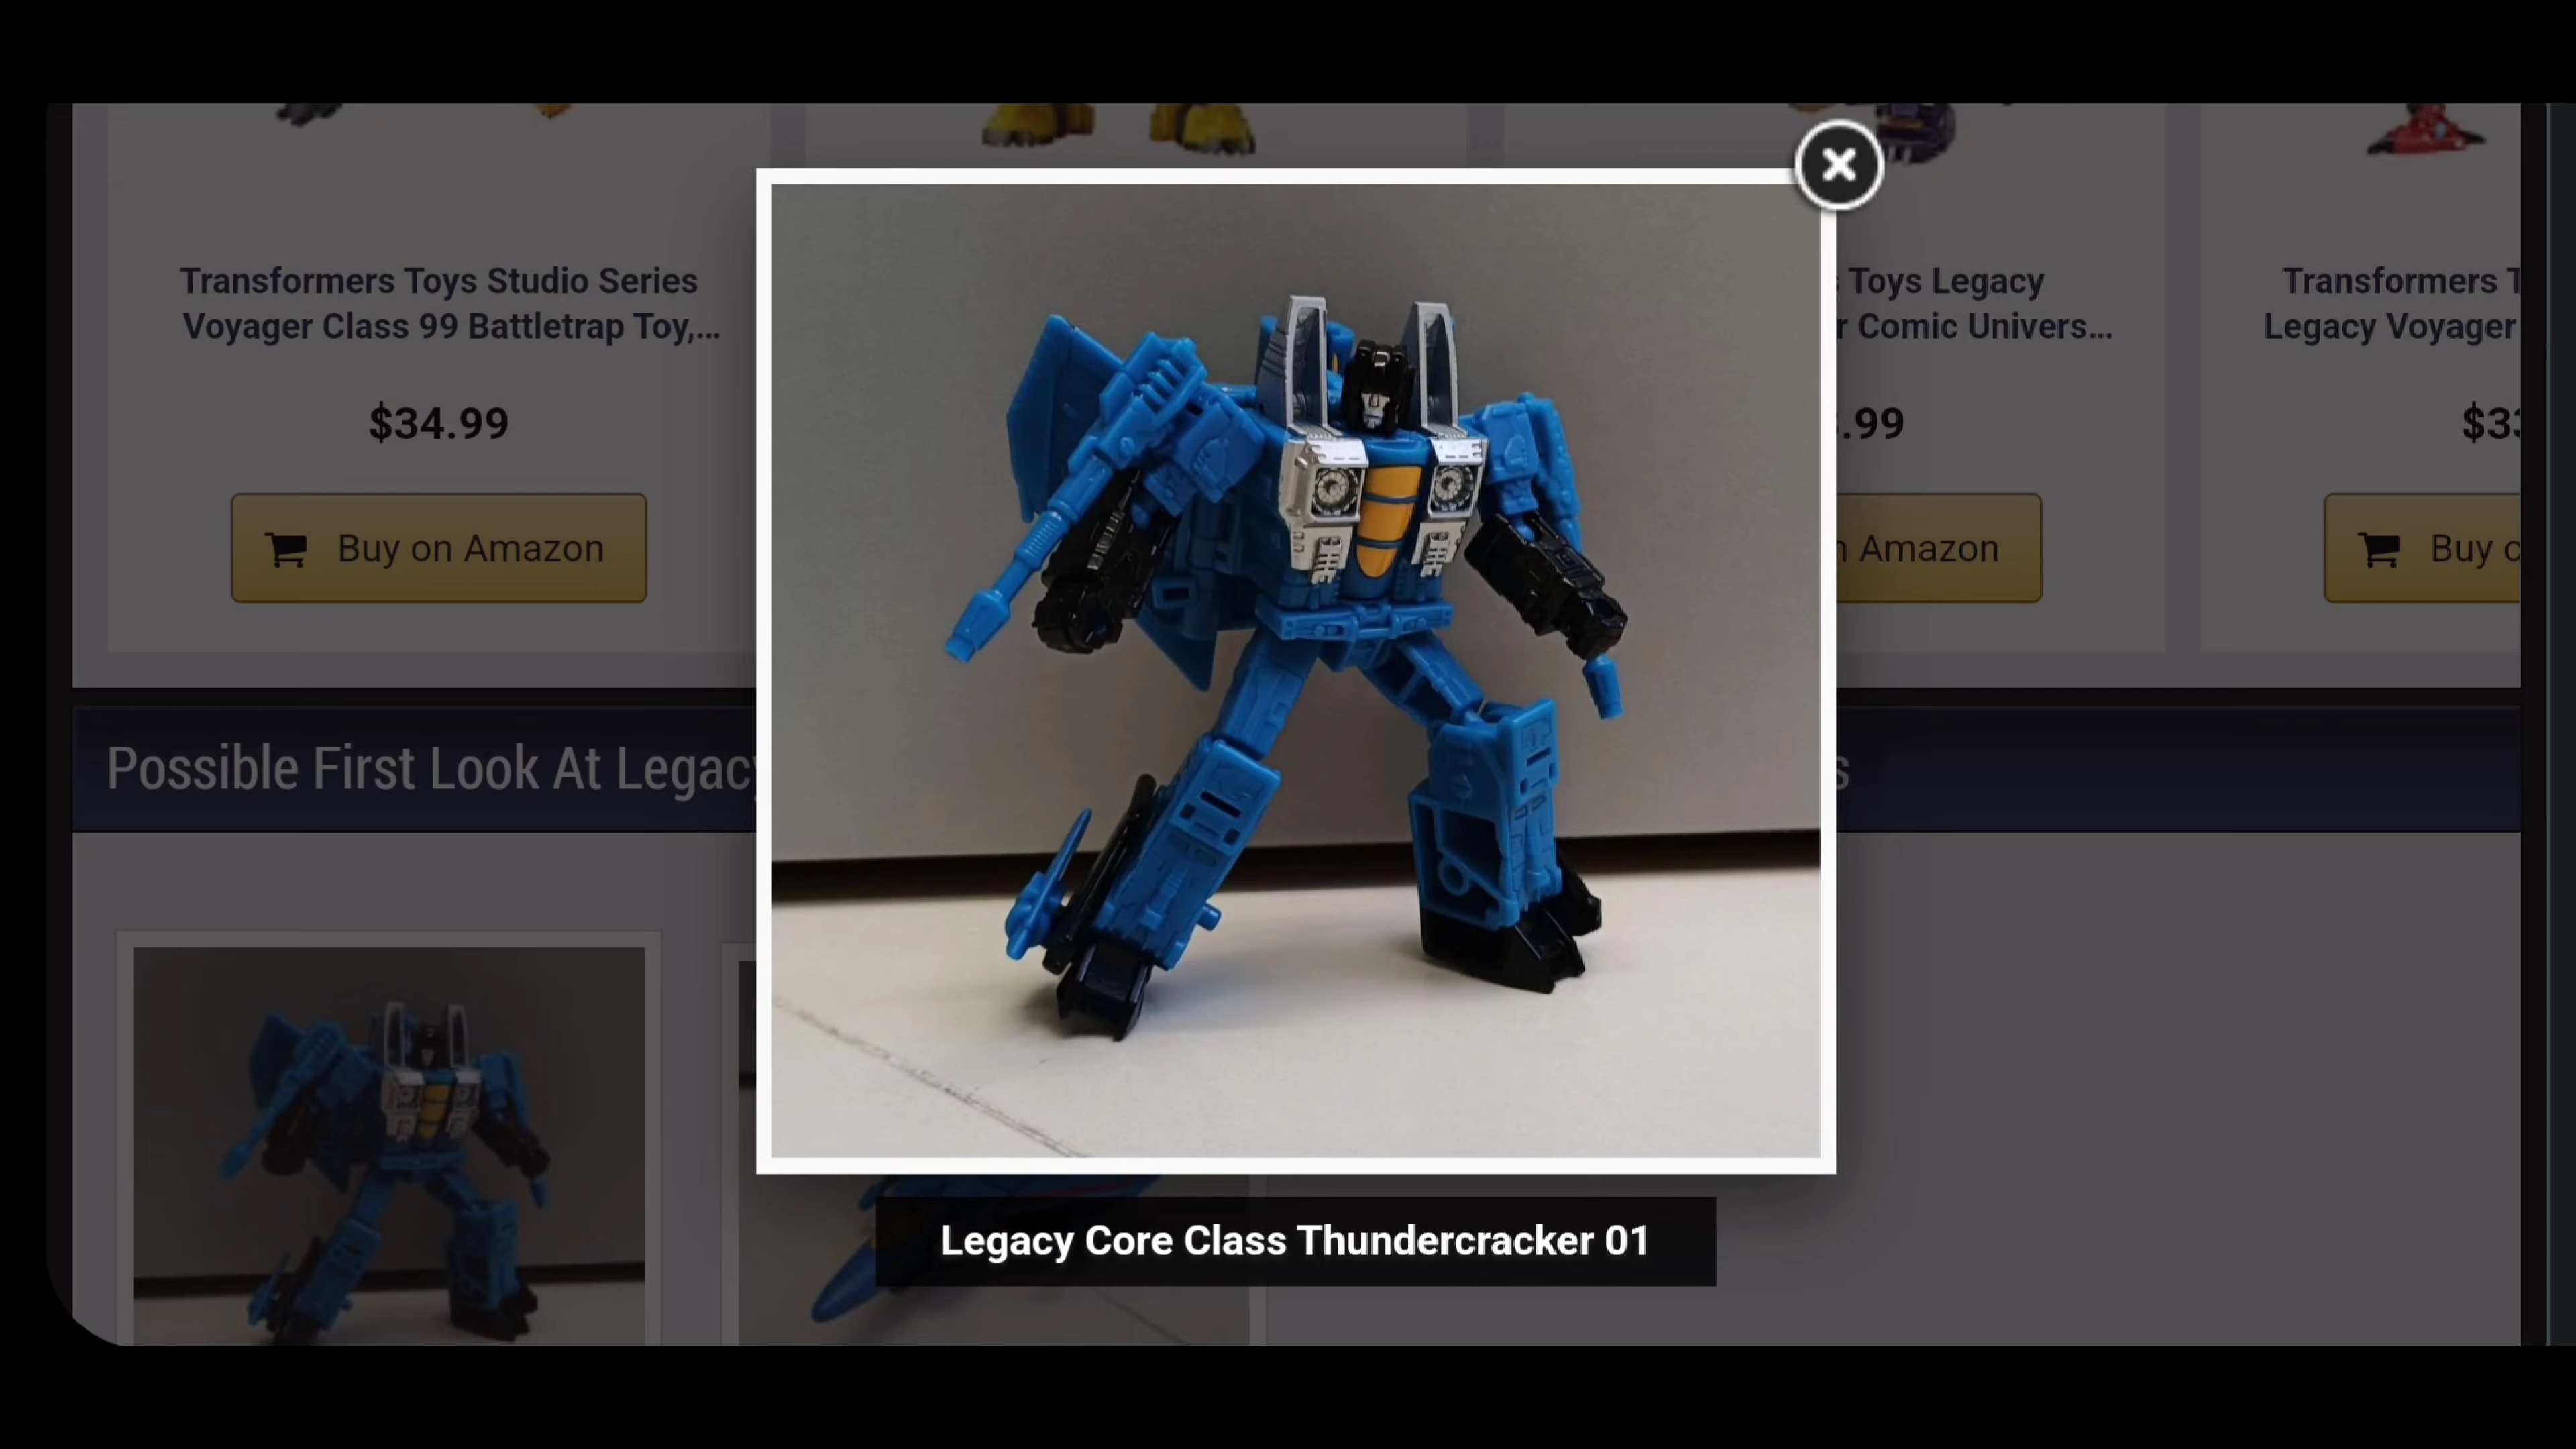 Transformers Toys Studio Series
Voyager Class 99 Battletrap Toy,...
$34.99
Buy on Amazon
Toys Legacy
r Comic Univers...
.99
Amazon
Transformers T
Legacy Voyager
$33
Buy
Possible First Look At Legacy
s
Legacy Core Class Thundercracker 01